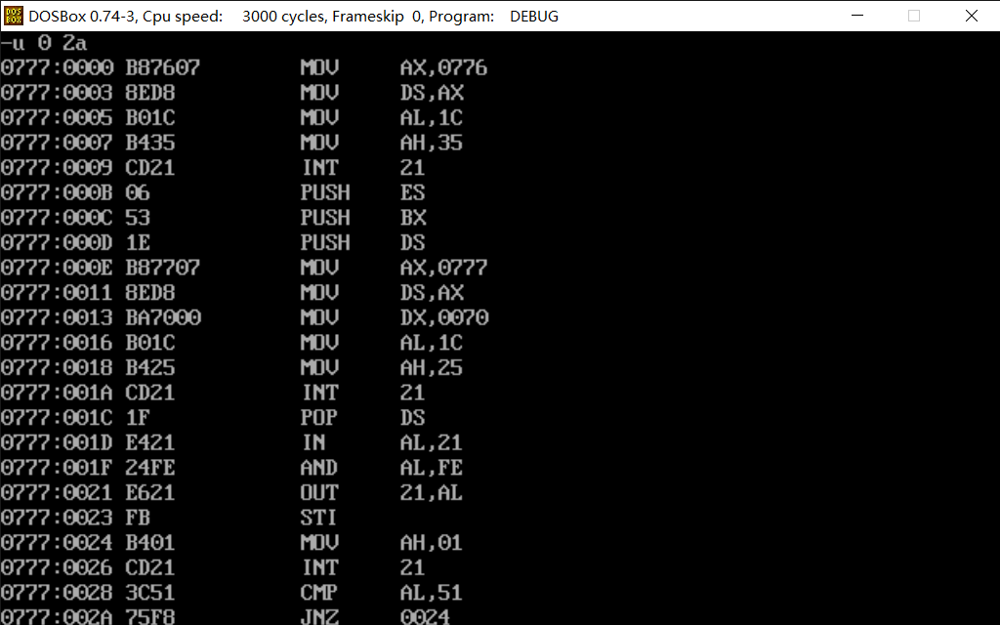 DOS BOX DOSBox 0.74-3, Cpu speed: 3000 cycles, Frameskip 0, Program: DEBUG
-u 0 2a
0777:0000 B87607 MOV AX,0776
0777:0003 8ED8 MOV DS,AX
0777:0005 B01C MOV AL,1C
0777:0007 B435 MOV AH,35
0777:0009 CD21 INT 21
0777:000B 06 PUSH ES
0777:000C 53 PUSH BX
0777:000D 1E PUSH DS
0777:000E B87707 MOV AX,0777
0777:0011 8ED8 MOV DS,AX
0777:0013 BA7000 MOV DX,0070
0777:0016 B01C MOV AL,1C
0777:0018 B425 MOV AH,25
0777:001A CD21 INT 21
0777:001C 1F POP DS
0777:001D E421 IN AL,21
0777:001F 24FE AND AL,FE
0777:0021 E621 OUT 21,AL
0777:0023 FB STI
0777:0024 B401 MOV AH,01
0777:0026 CD21 INT 21
0777:0028 3C51 CMP AL,51
0777:002A 75F8 JNZ 0024